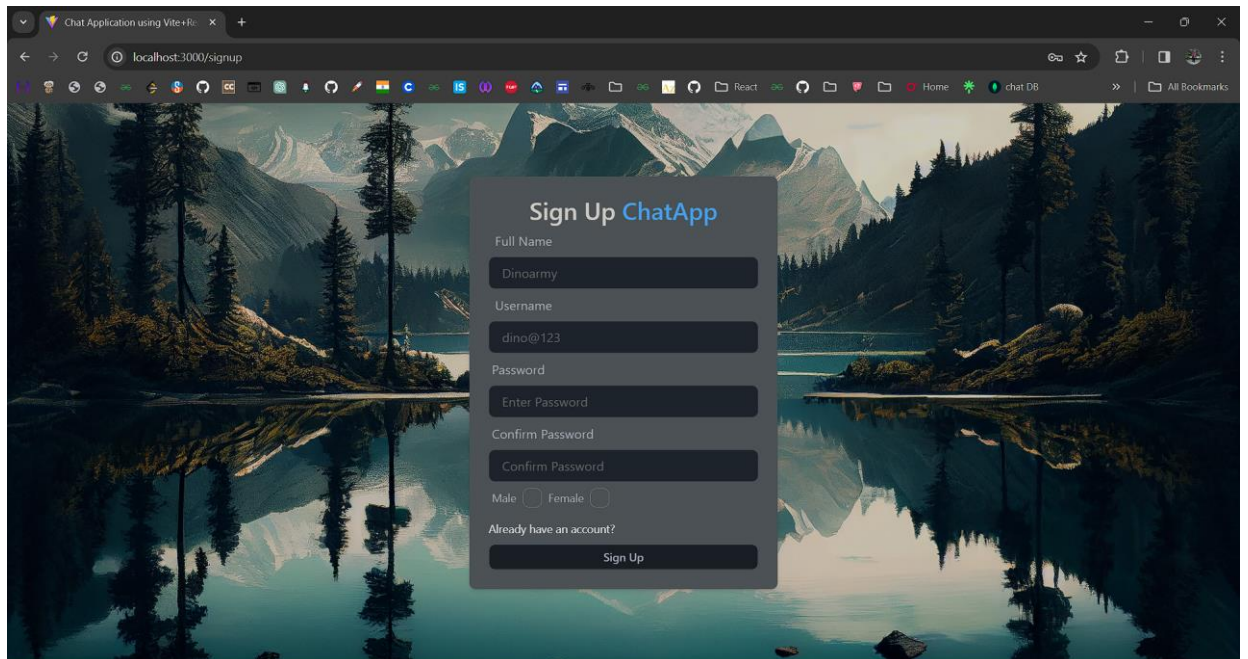 Chat Application using Vite+Re
localhost:3000/signup
CC
C
IS
React
Home
chat DB
»
All Bookmarks
Sign Up ChatApp
Full Name
Dinoarmy
Username
dino@123
Password
Enter Password
Confirm Password
Confirm Password
Male Female
Already have an account?
Sign Up